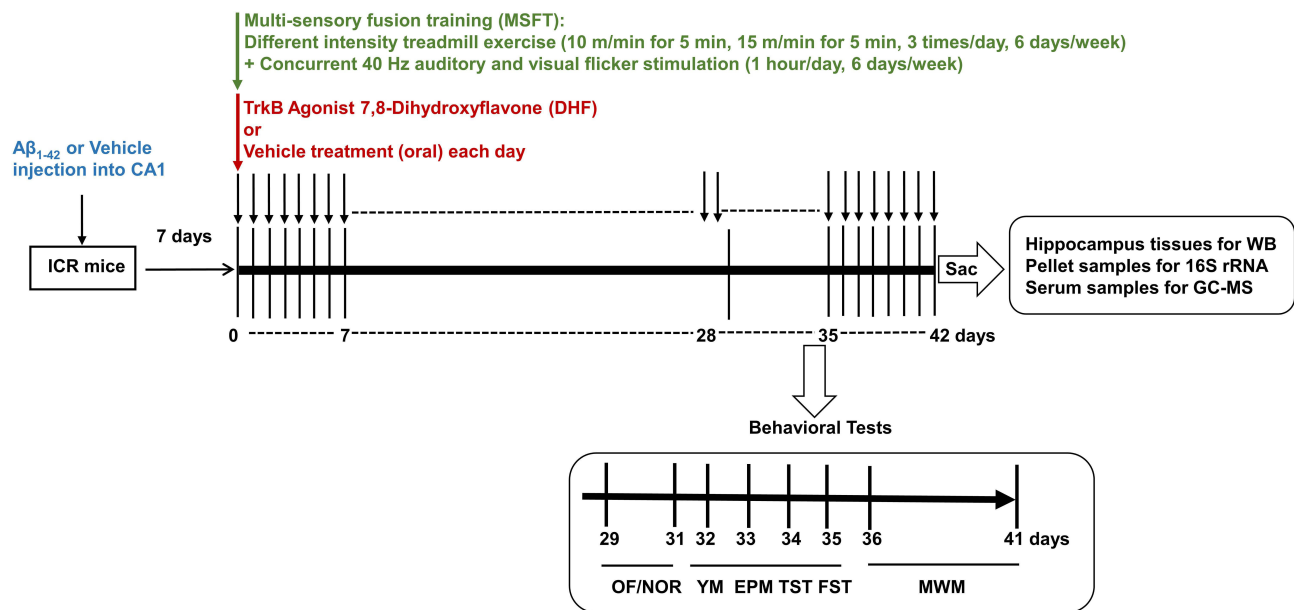 Multi-sensory fusion training (MSFT):
Different intensity treadmill exercise (10 m/min for 5 min, 15 m/min for 5 min, 3 times/day, 6 days/week)
+ Concurrent 40 Hz auditory and visual flicker stimulation (1 hour/day, 6 days/week)
TrkB Agonist 7,8-Dihydroxyflavone (DHF)
or
Vehicle treatment (oral) each day
Aβ1-42 or Vehicle
injection into CA1
7 days
ICR mice
Sac
Hippocampus tissues for WB
Pellet samples for 16S rRNA
Serum samples for GC-MS
0 7 28 35 42 days
Behavioral Tests
29 31 32 33 34 35 36 41 days
OF/NOR YM EPM TST FST MWM